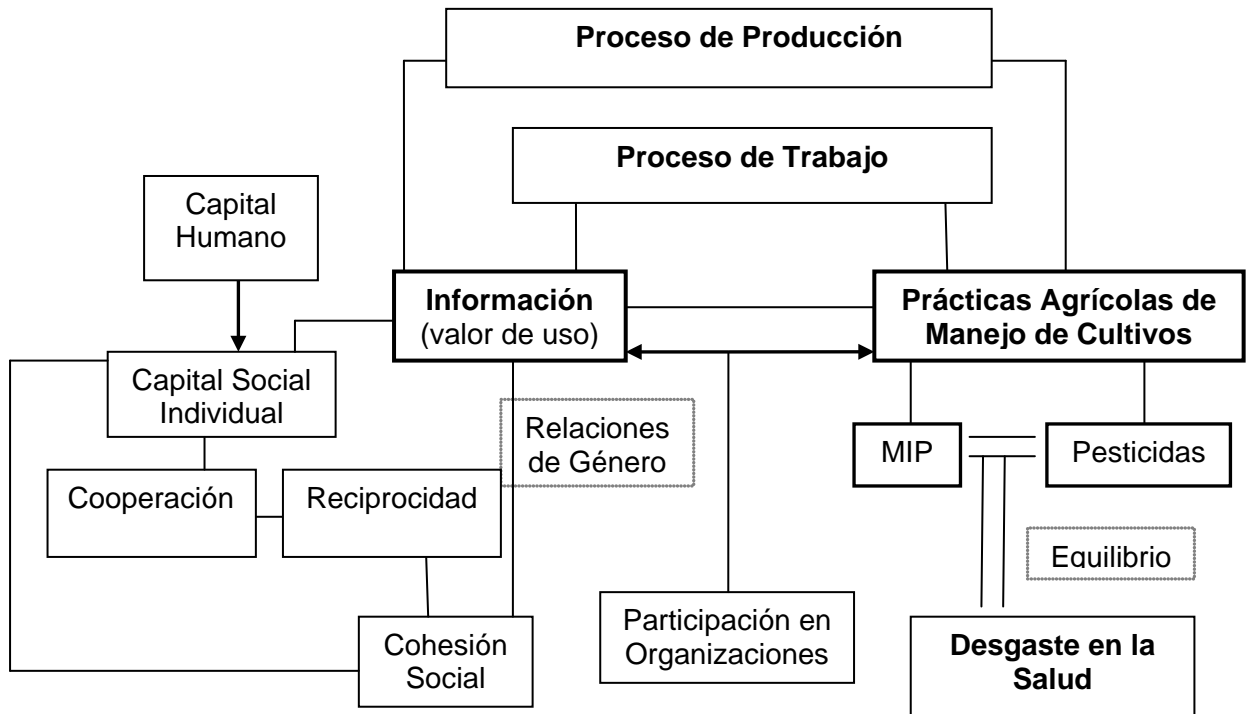 Proceso de Producción
Proceso de Trabajo
Capital
Humano
Información
(valor de uso)
Prácticas Agrícolas de
Manejo de Cultivos
Capital Social
Individual
Relaciones
de Género
MIP
Pesticidas
Cooperación
Reciprocidad
Equilibrio
Participación en
Organizaciones
Cohesión
Social
Desgaste en la
Salud